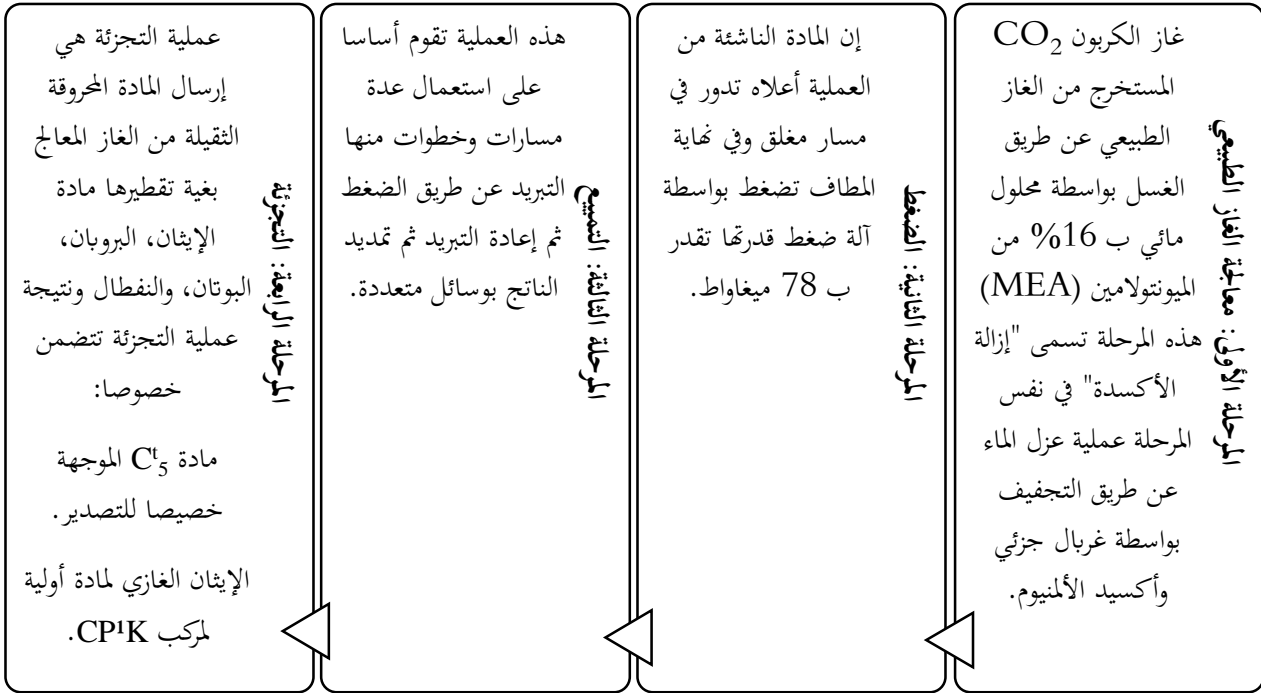 المرحلة الأولى: معالجة الغاز الطبيعي
غاز الكربون CO₂
المستخرج من الغاز
الطبيعي عن طريق
الغسل بواسطة محلول
مائي ب 16% من
الميونتولامين (MEA)
هذه المرحلة تسمى "إزالة
الأكسدة" في نفس
المرحلة عملية عزل الماء
عن طريق التجفيف
بواسطة غربال جزئي
وأكسيد الألمنيوم.
المرحلة الثانية: الضغط
إن المادة الناشئة من
العملية أعلاه تدور في
مسار مغلق وفي نهاية
المطاف تضغط بواسطة
آلة ضغط قدرتها تقدر
ب 78 ميغاواط.
المرحلة الثالثة: التمييع
هذه العملية تقوم أساسا
على استعمال عدة
مسارات وخطوات منها
التبريد عن طريق الضغط
ثم إعادة التبريد ثم تمديد
الناتج بوسائل متعددة.
المرحلة الرابعة: التجزئة
عملية التجزئة هي
إرسال المادة المحروقة
الثقيلة من الغاز المعالج
بغية تقطيرها مادة
الإيثان، البروبان،
البوتان، والنفطال ونتيجة
عملية التجزئة تتضمن
خصوصا:
مادة Cᵗ₅ الموجهة
خصيصا للتصدير.
الإيثان الغازي لمادة أولية
لمركب CP¹K.